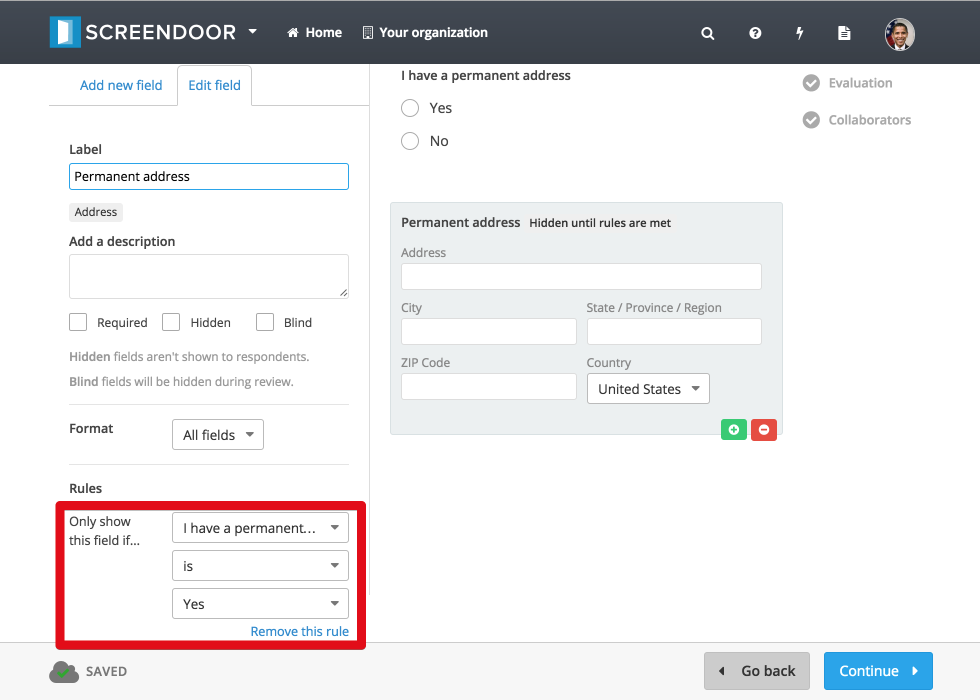 SCREENDOOR
Home
Your organization
Add new field
Edit field
Label
Permanent address
Address
Add a description
Required
Hidden
Blind
Hidden fields aren't shown to respondents.
Blind fields will be hidden during review.
Format
All fields
Rules
Only show
this field if...
I have a permanent...
is
Yes
Remove this rule
I have a permanent address
Yes
No
Permanent address Hidden until rules are met
Address
City
State / Province / Region
ZIP Code
Country
United States
Evaluation
Collaborators
SAVED
Go back
Continue